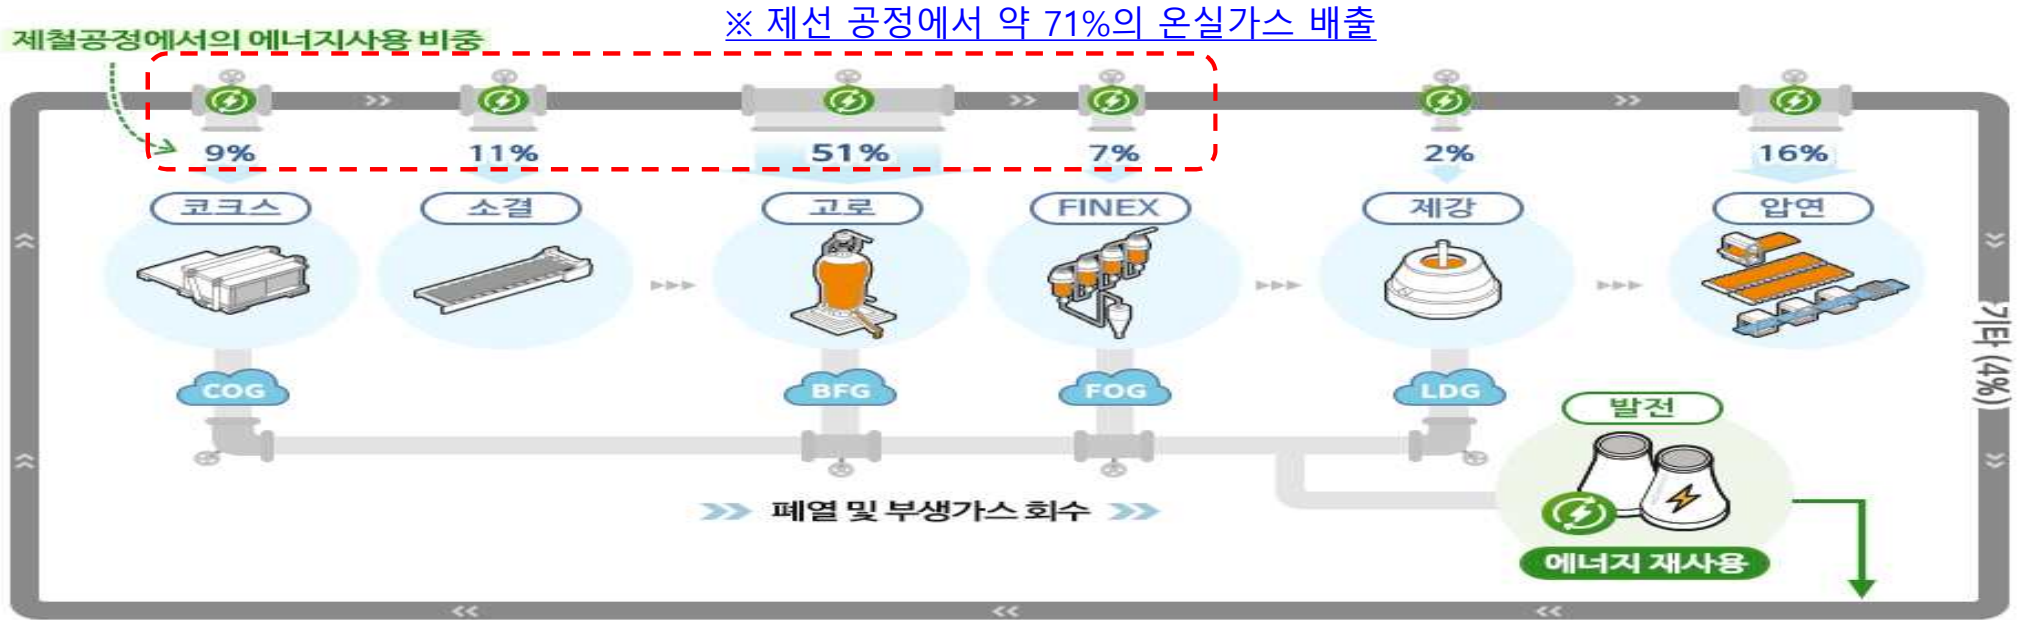 ※ 제선 공정에서 약 71%의 온실가스 배출
제철공정에서의 에너지사용 비중
9% 11% 51% 7% 2% 16%
코크스 소결 고로 FINEX 제강 압연
기타 (4%)
COG BFG FOG LDG
발전
폐열 및 부생가스 회수
에너지 재사용